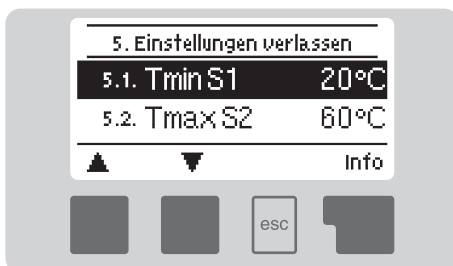 5. Einstellungen verlassen
5.1. Tmin S1 20°C
5.2. Tmax S2 60°C
▲ ▼ Info
esc